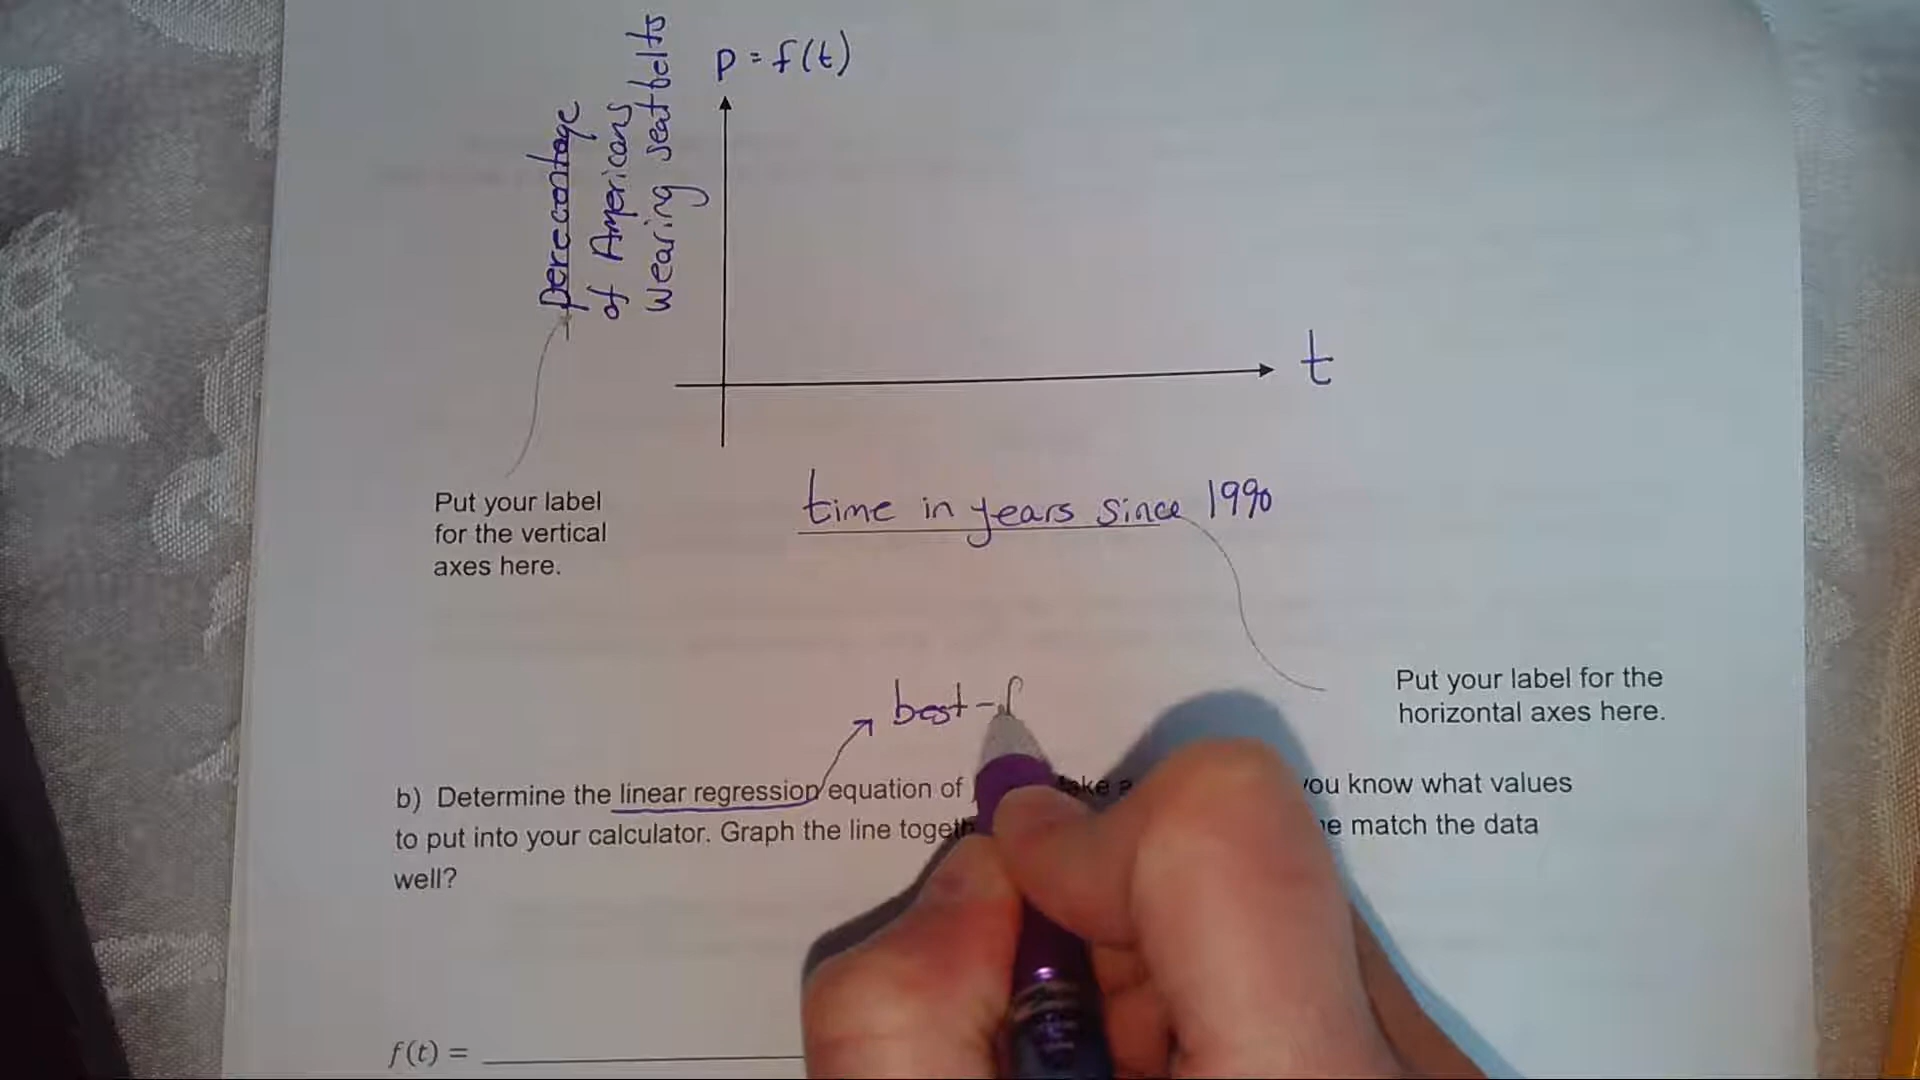 p = f(t)
percentage
of Americans
wearing seatbelts
t
time in years since 1990
Put your label
for the vertical
axes here.
Put your label for the
horizontal axes here.
best-f
b) Determine the linear regression equation of you know what values
to put into your calculator. Graph the line match the data
well?
f(t) =